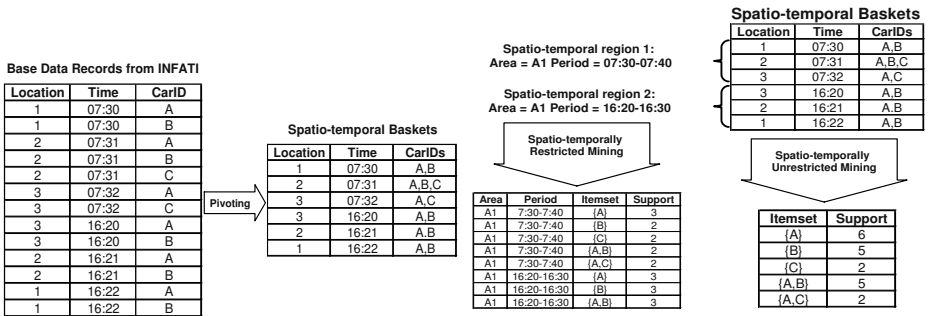 Base Data Records from INFATI
Location Time CarID
1 07:30 A
1 07:30 B
2 07:31 A
2 07:31 B
2 07:31 C
3 07:32 A
3 07:32 C
3 16:20 A
3 16:20 B
2 16:21 A
2 16:21 B
1 16:22 A
1 16:22 B
Pivoting
Spatio-temporal Baskets
Location Time CarIDs
1 07:30 A,B
2 07:31 A,B,C
3 07:32 A,C
3 16:20 A,B
2 16:21 A.B
1 16:22 A,B
Spatio-temporal region 1:
Area = A1 Period = 07:30-07:40
Spatio-temporal region 2:
Area = A1 Period = 16:20-16:30
Spatio-temporally
Restricted Mining
Area Period Itemset Support
A1 7:30-7:40 {A} 3
A1 7:30-7:40 {B} 2
A1 7:30-7:40 {C} 2
A1 7:30-7:40 {A,B} 2
A1 7:30-7:40 {A,C} 2
A1 16:20-16:30 {A} 3
A1 16:20-16:30 {B} 3
A1 16:20-16:30 {A,B} 3
Spatio-temporal Baskets
Location Time CarIDs
1 07:30 A,B
2 07:31 A,B,C
3 07:32 A,C
3 16:20 A,B
2 16:21 A.B
1 16:22 A,B
Spatio-temporally
Unrestricted Mining
Itemset Support
{A} 6
{B} 5
{C} 2
{A,B} 5
{A,C} 2